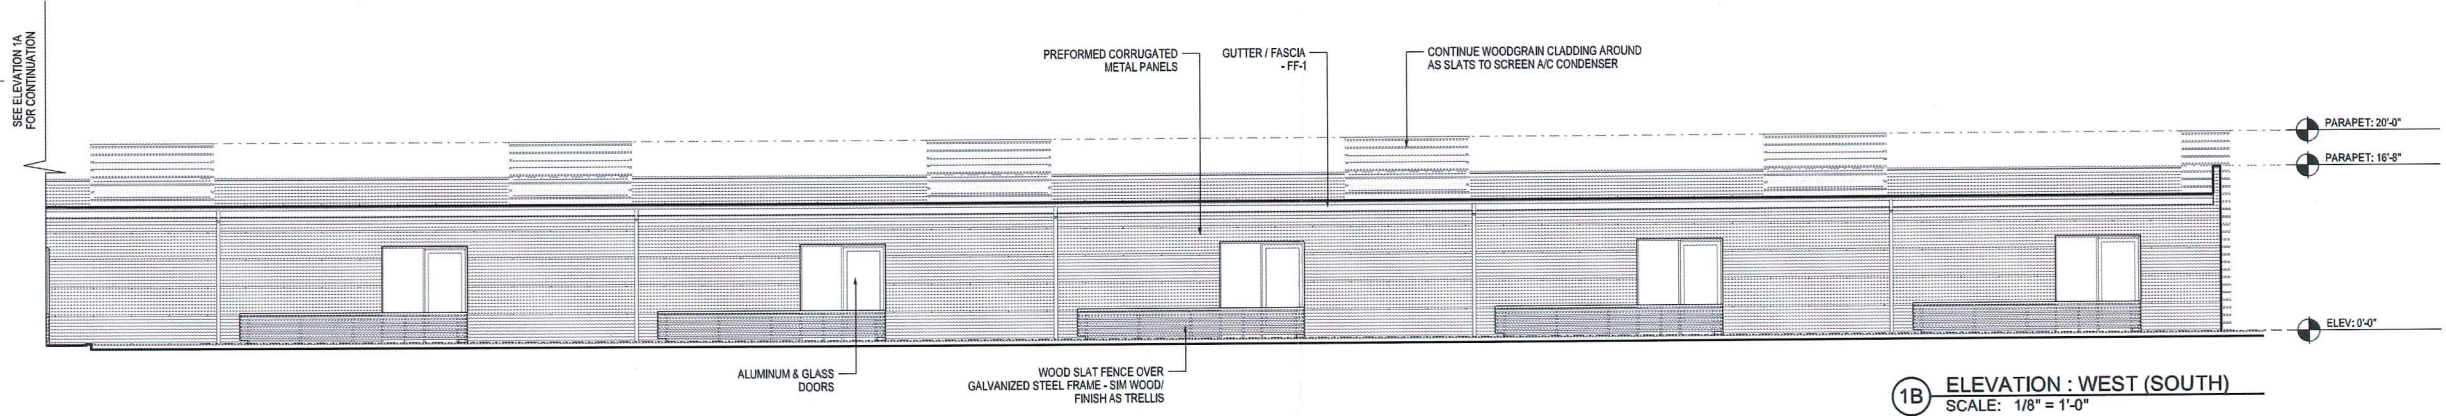 SEE ELEVATION 1A
FOR CONTINUATION
PREFORMED CORRUGATED
METAL PANELS
GUTTER / FASCIA
- FF-1
CONTINUE WOODGRAIN CLADDING AROUND
AS SLATS TO SCREEN A/C CONDENSER
PARAPET: 20'-0"
PARAPET: 16'-8"
ELEV: 0'-0"
ALUMINUM & GLASS
DOORS
WOOD SLAT FENCE OVER
GALVANIZED STEEL FRAME - SIM WOOD/
FINISH AS TRELLIS
1B
ELEVATION : WEST (SOUTH)
SCALE: 1/8" = 1'-0"